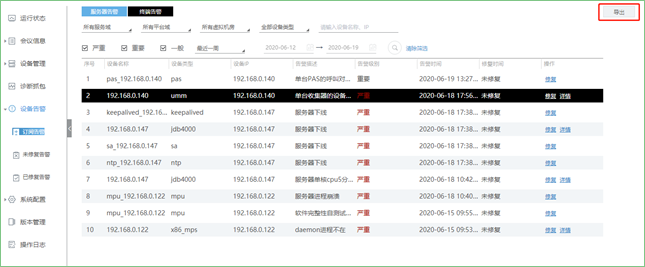 运行状态
会议信息
设备管理
诊断抓包
设备告警
订阅告警
未修复告警
已修复告警
系统配置
版本管理
操作日志
服务器告警 终端告警
导出
所有服务域 所有平台域 所有虚拟机房 全部设备类型 请输入设备名称、IP
严重 重要 一般 最近一周 2020-06-12 2020-06-19 清除筛选
序号 设备名称 设备类型 设备IP 告警描述 告警级别 告警时间 修复时间 操作
1 pas_192.168.0.140 pas 192.168.0.140 单台PAS的呼叫对... 重要 2020-06-19 13:27... 未修复 修复
2 192.168.0.140 umm 192.168.0.140 单台收集器的设备... 严重 2020-06-18 17:56... 未修复 修复 详情
3 keepalived_192.16... keepalived 192.168.0.140 服务器下线 严重 2020-06-18 17:38... 未修复 修复
4 192.168.0.147 jdb4000 192.168.0.147 服务器下线 严重 2020-06-18 17:38... 未修复 修复 详情
5 sa_192.168.0.147 sa 192.168.0.147 服务器下线 严重 2020-06-18 17:38... 未修复 修复
6 ntp_192.168.0.147 ntp 192.168.0.147 服务器下线 严重 2020-06-18 17:38... 未修复 修复
7 192.168.0.147 jdb4000 192.168.0.147 服务器单核cpu5分... 严重 2020-06-18 10:42... 未修复 修复 详情
8 mpu_192.168.0.122 mpu 192.168.0.122 服务器进程崩溃 严重 2020-06-18 10:40... 未修复 修复
9 mpu_192.168.0.122 mpu 192.168.0.122 软件完整性自测试... 严重 2020-06-15 09:55... 未修复 修复
10 192.168.0.122 x86_mps 192.168.0.122 daemon进程不在 严重 2020-06-15 09:53... 未修复 修复 详情